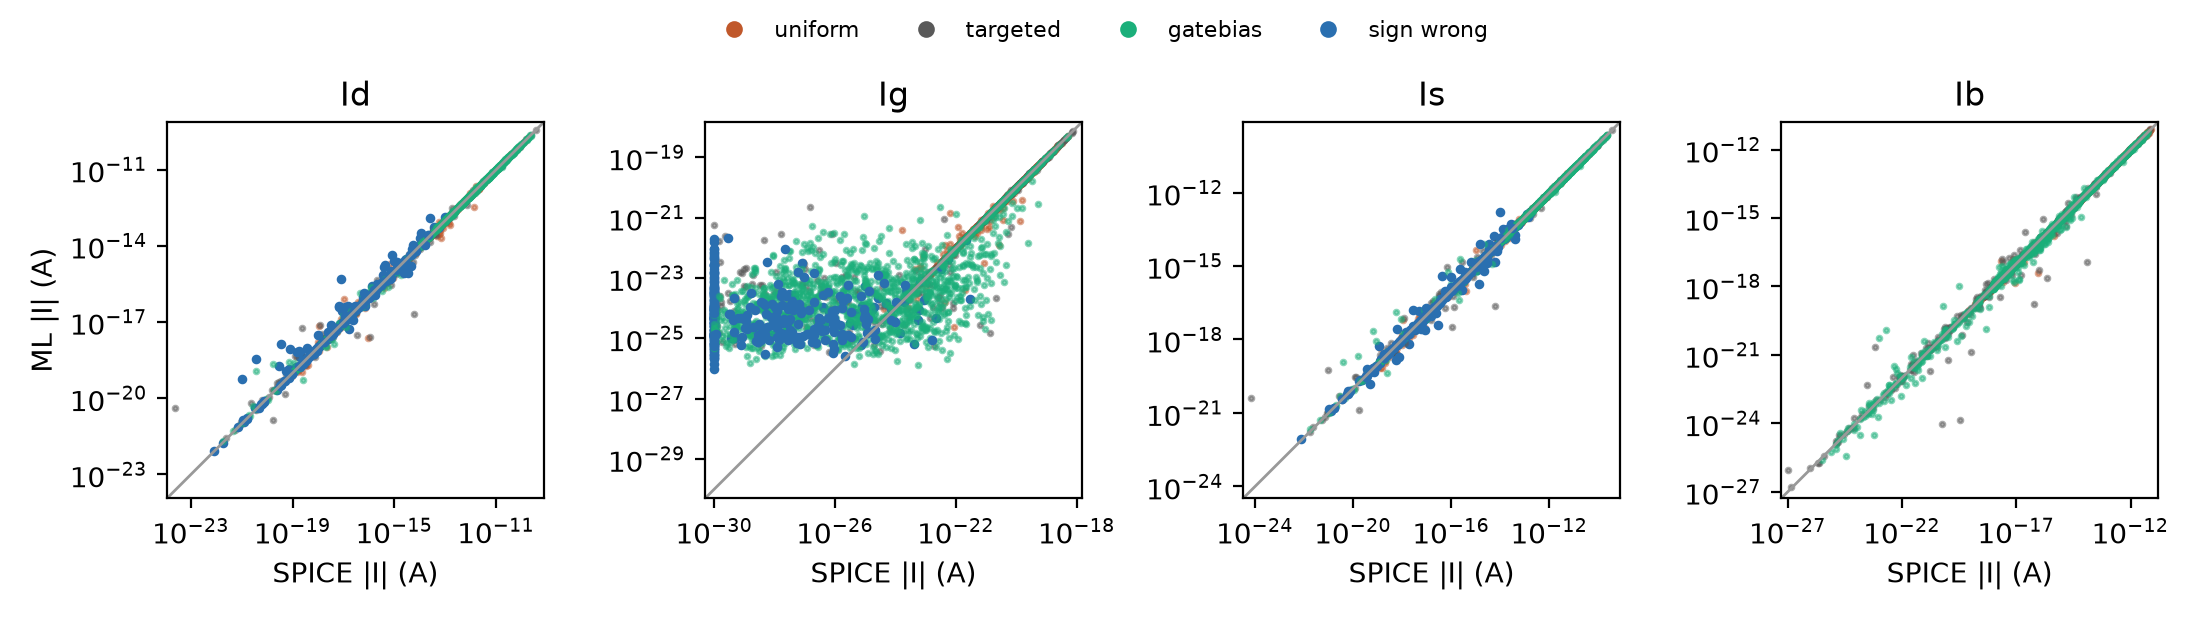 uniform targeted gatebias sign wrong
Id Ig Is Ib
ML |I| (A)
10⁻¹¹
10⁻¹⁴
10⁻¹⁷
10⁻²⁰
10⁻²³
10⁻²³ 10⁻¹⁹ 10⁻¹⁵ 10⁻¹¹
SPICE |I| (A)
10⁻¹⁹
10⁻²¹
10⁻²³
10⁻²⁵
10⁻²⁷
10⁻²⁹
10⁻³⁰ 10⁻²⁶ 10⁻²² 10⁻¹⁸
SPICE |I| (A)
10⁻¹²
10⁻¹⁵
10⁻¹⁸
10⁻²¹
10⁻²⁴
10⁻²⁴ 10⁻²⁰ 10⁻¹⁶ 10⁻¹²
SPICE |I| (A)
10⁻¹²
10⁻¹⁵
10⁻¹⁸
10⁻²¹
10⁻²⁴
10⁻²⁷
10⁻²⁷ 10⁻²² 10⁻¹⁷ 10⁻¹²
SPICE |I| (A)